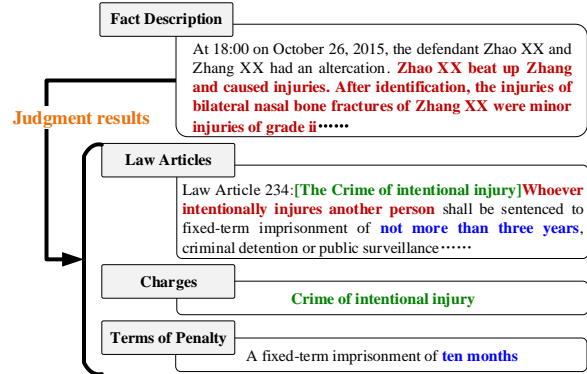 Fact Description
At 18:00 on October 26, 2015, the defendant Zhao XX and
Zhang XX had an altercation. Zhao XX beat up Zhang
and caused injuries. After identification, the injuries of
bilateral nasal bone fractures of Zhang XX were minor
injuries of grade ii……
Judgment results
Law Articles
Law Article 234:[The Crime of intentional injury]Whoever
intentionally injures another person shall be sentenced to
fixed-term imprisonment of not more than three years,
criminal detention or public surveillance……
Charges
Crime of intentional injury
Terms of Penalty
A fixed-term imprisonment of ten months